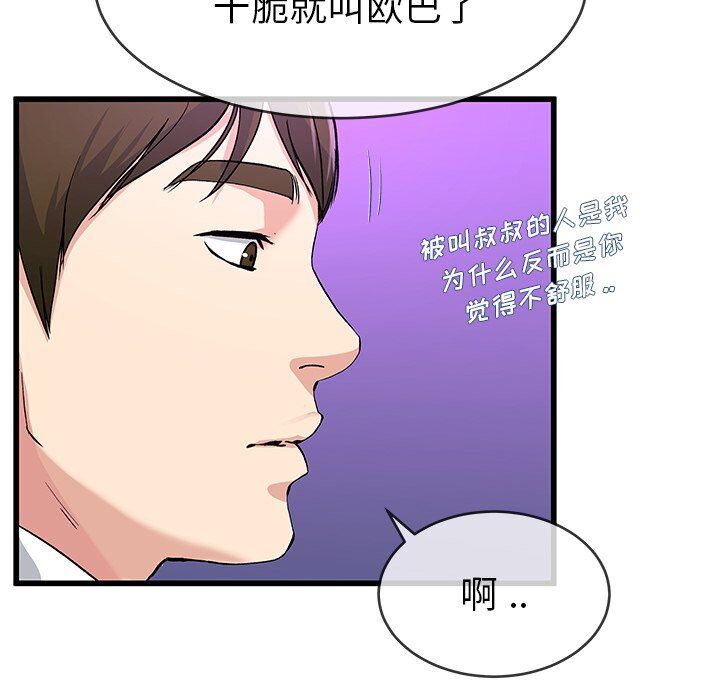 干脆就叫欧巴了
被叫叔叔的人是我
为什么反而是你
觉得不舒服 ..
啊 ..